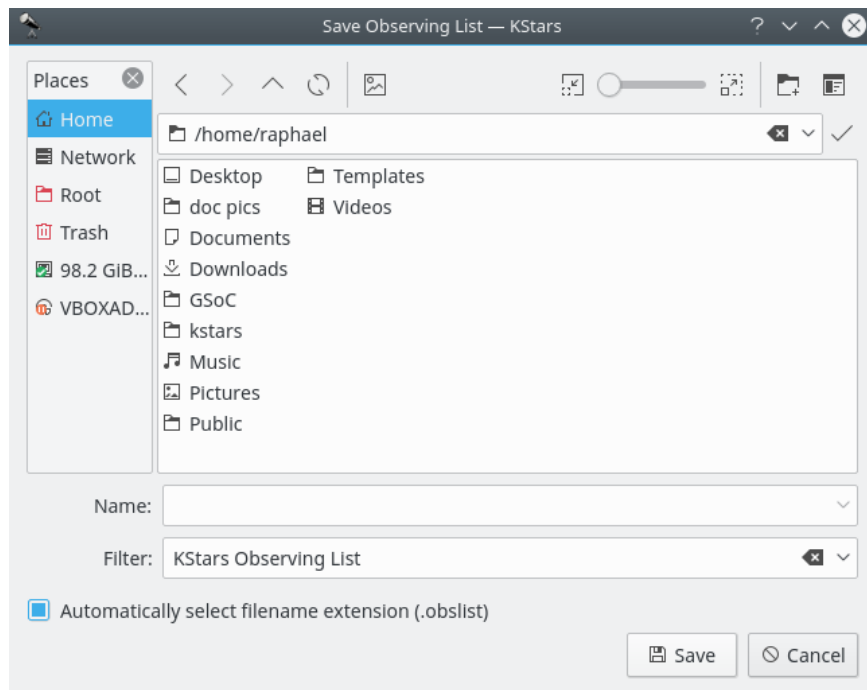 Save Observing List — KStars
Places
Home
Network
Root
Trash
98.2 GiB...
VBOXAD...
/home/raphael
Desktop
doc pics
Documents
Downloads
GSoC
kstars
Music
Pictures
Public
Templates
Videos
Name:
Filter: KStars Observing List
Automatically select filename extension (.obslist)
Save Cancel